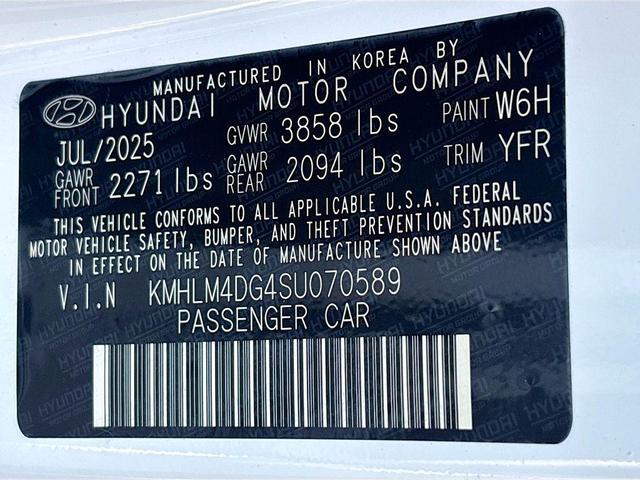 MANUFACTURED IN KOREA BY
HYUNDAI MOTOR COMPANY
JUL/2025 GVWR 3858 lbs PAINT W6H
GAWR FRONT 2271 lbs GAWR REAR 2094 lbs TRIM YFR
THIS VEHICLE CONFORMS TO ALL APPLICABLE U.S.A. FEDERAL
MOTOR VEHICLE SAFETY, BUMPER, AND THEFT PREVENTION STANDARDS
IN EFFECT ON THE DATE OF MANUFACTURE SHOWN ABOVE
V.I.N KMHLM4DG4SU070589
PASSENGER CAR